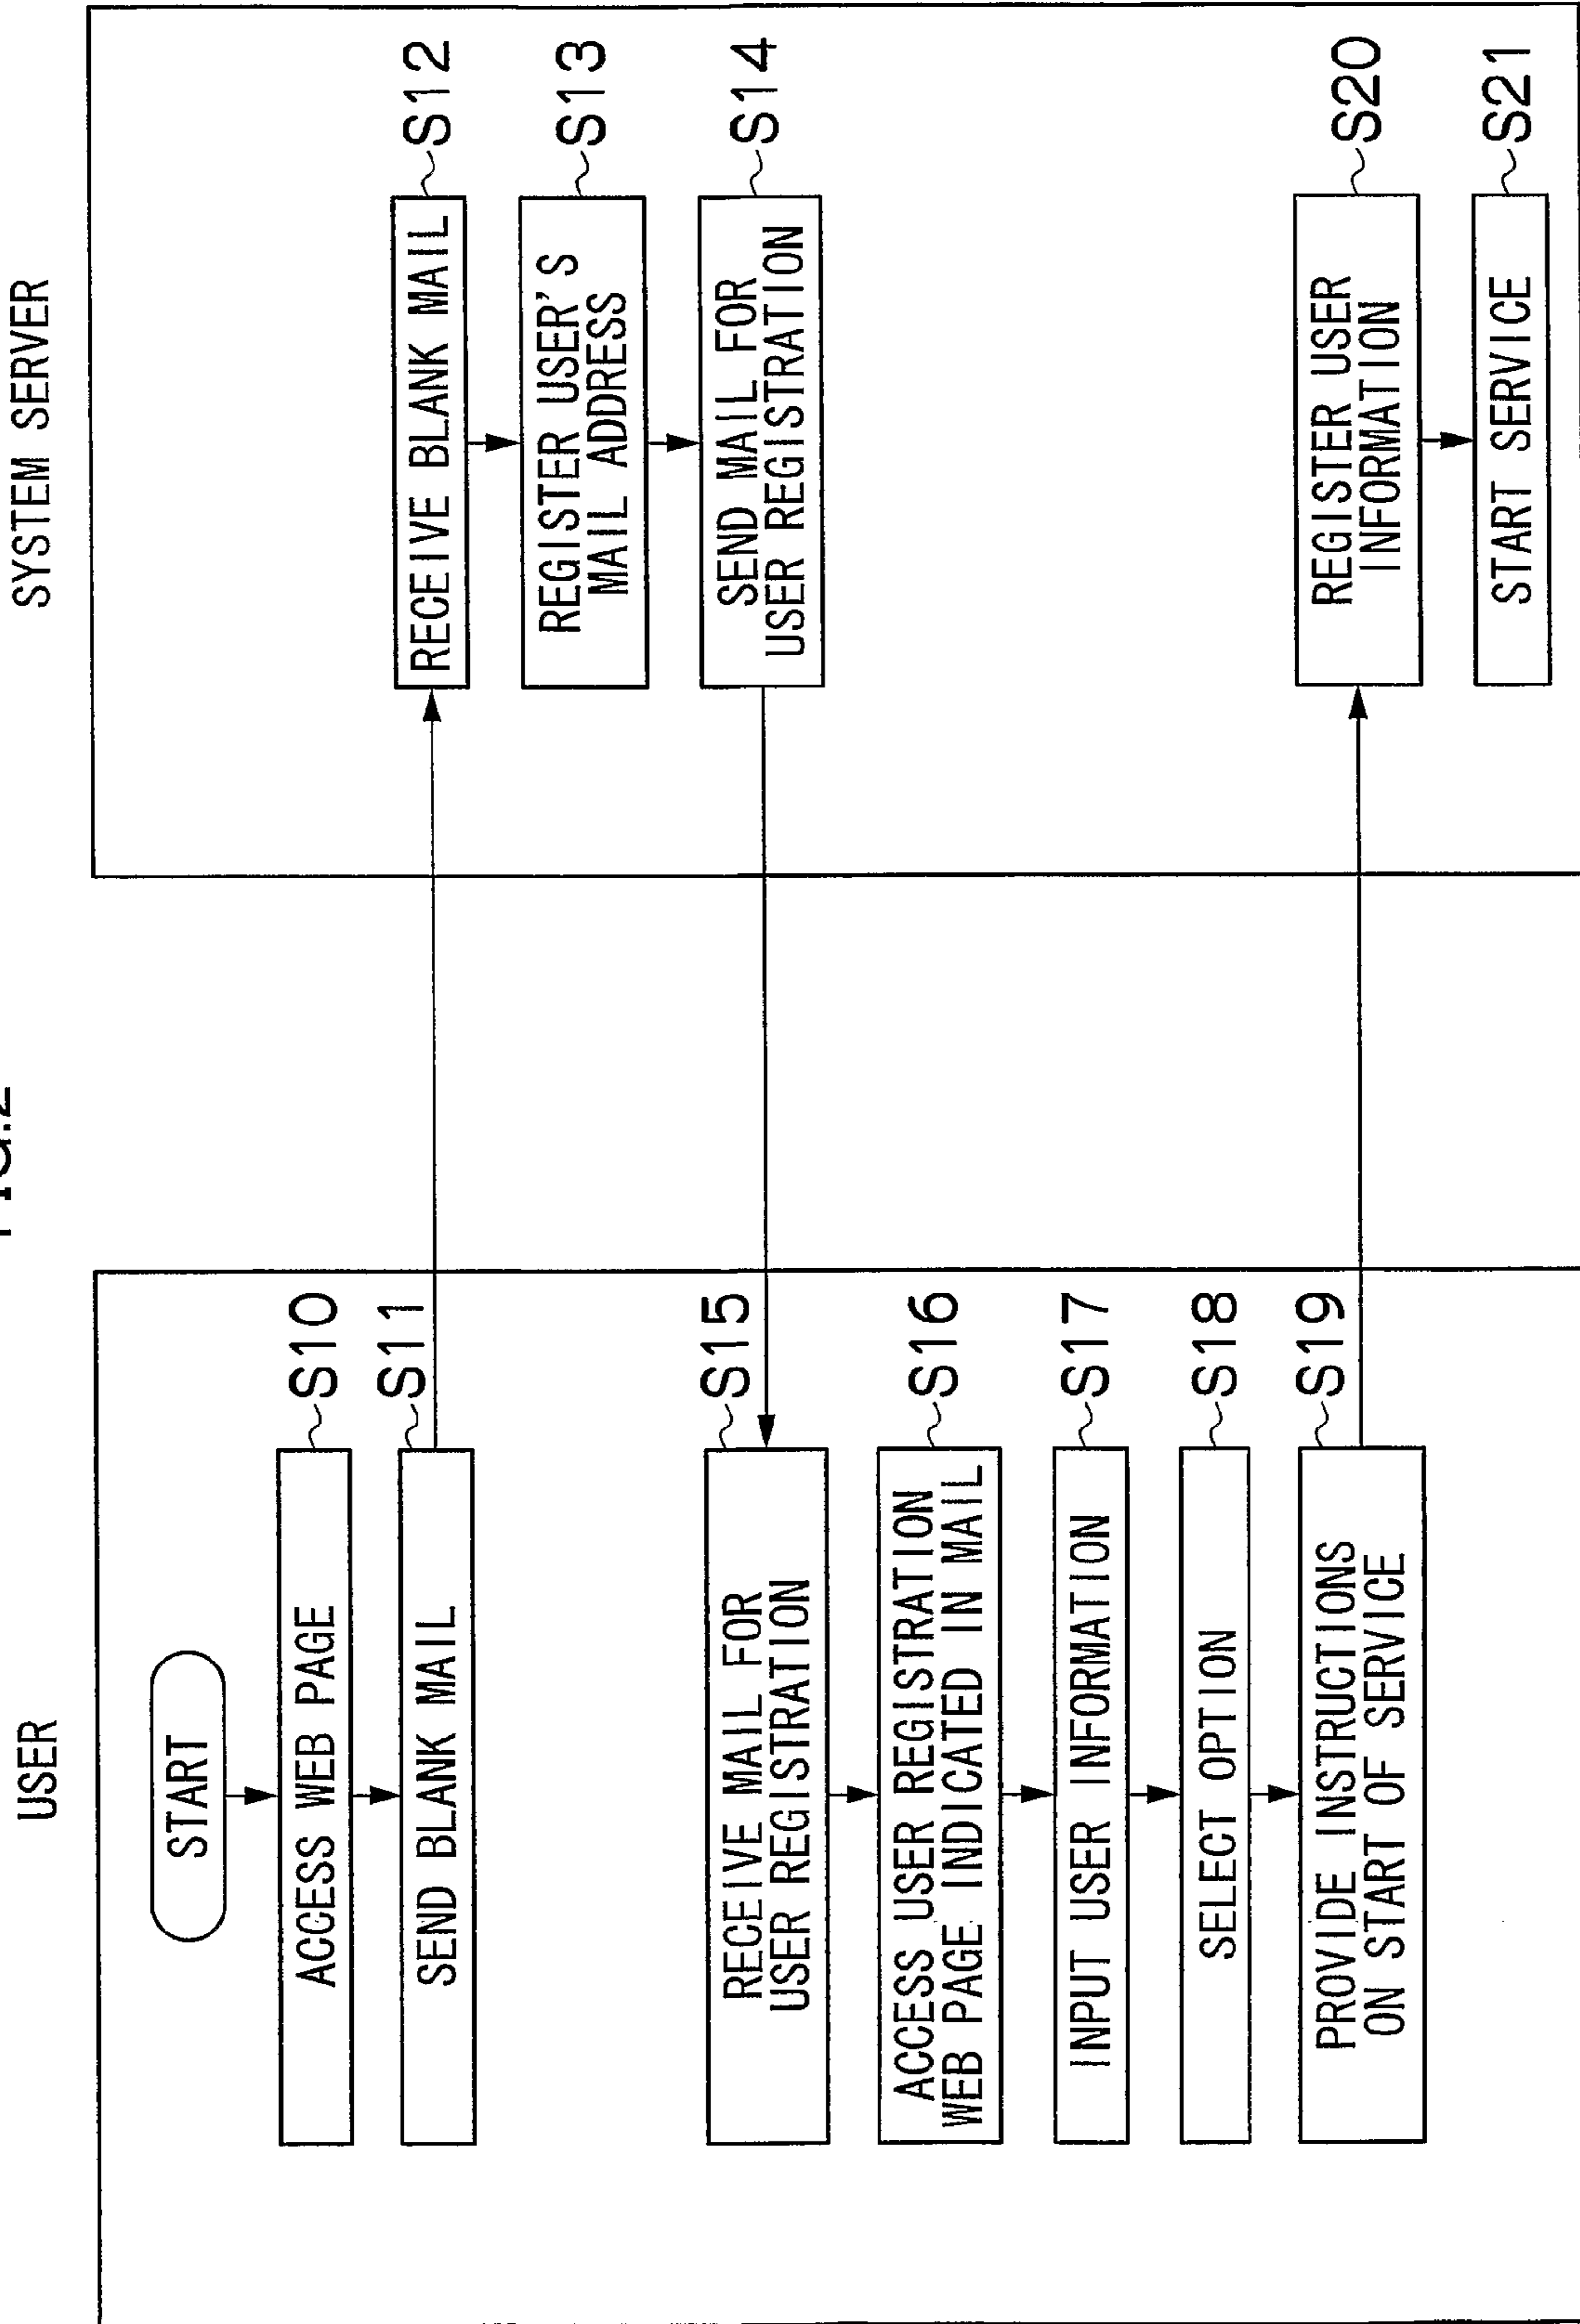 FIG.2
USER
START
ACCESS WEB PAGE
S10
SEND BLANK MAIL
S11
RECEIVE MAIL FOR
USER REGISTRATION
S15
ACCESS USER REGISTRATION
WEB PAGE INDICATED IN MAIL
S16
INPUT USER INFORMATION
S17
SELECT OPTION
S18
PROVIDE INSTRUCTIONS
ON START OF SERVICE
S19
SYSTEM SERVER
RECEIVE BLANK MAIL
S12
REGISTER USER'S
MAIL ADDRESS
S13
SEND MAIL FOR
USER REGISTRATION
S14
REGISTER USER
INFORMATION
S20
START SERVICE
S21